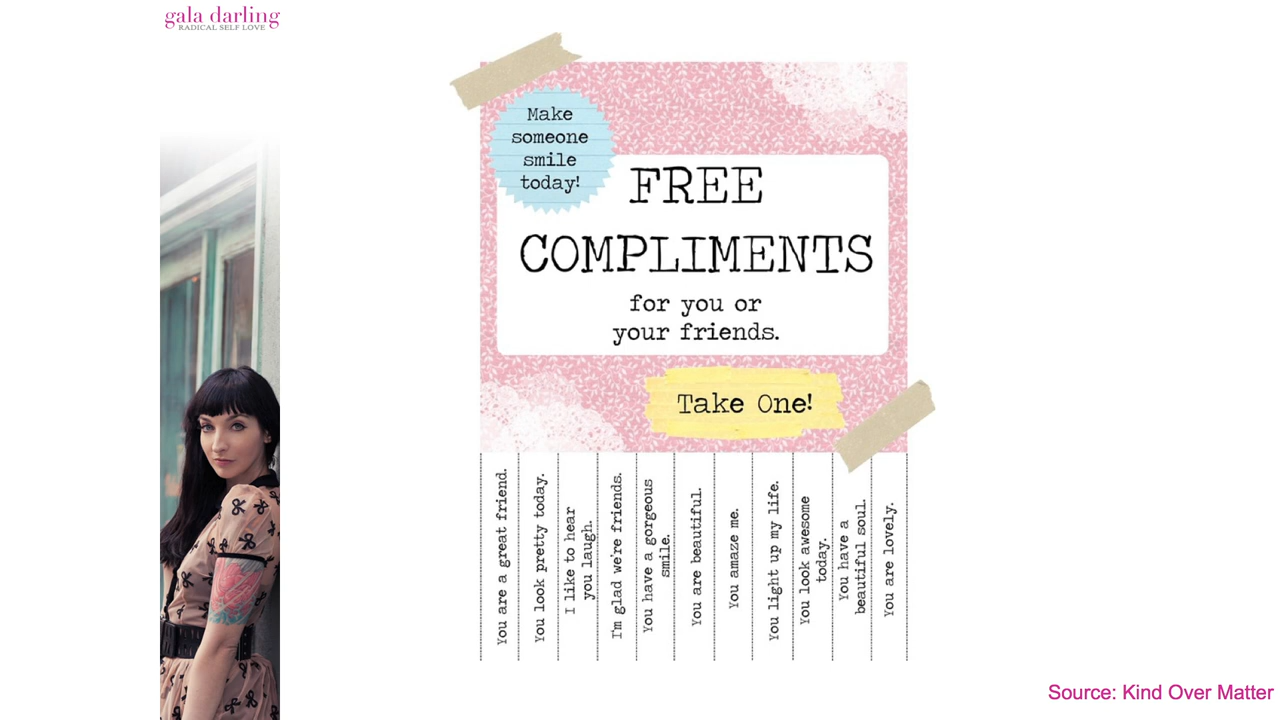 gala darling
RADICAL SELF LOVE
Make
someone
smile
today!
FREE
COMPLIMENTS
for you or
your friends.
Take One!
You are a great friend.
You look pretty today.
I like to hear
you laugh.
I'm glad we're friends.
You have a gorgeous
smile.
You are beautiful.
You amaze me.
You light up my life.
You look awesome
today.
You have a
beautiful soul.
You are lovely.
Source: Kind Over Matter